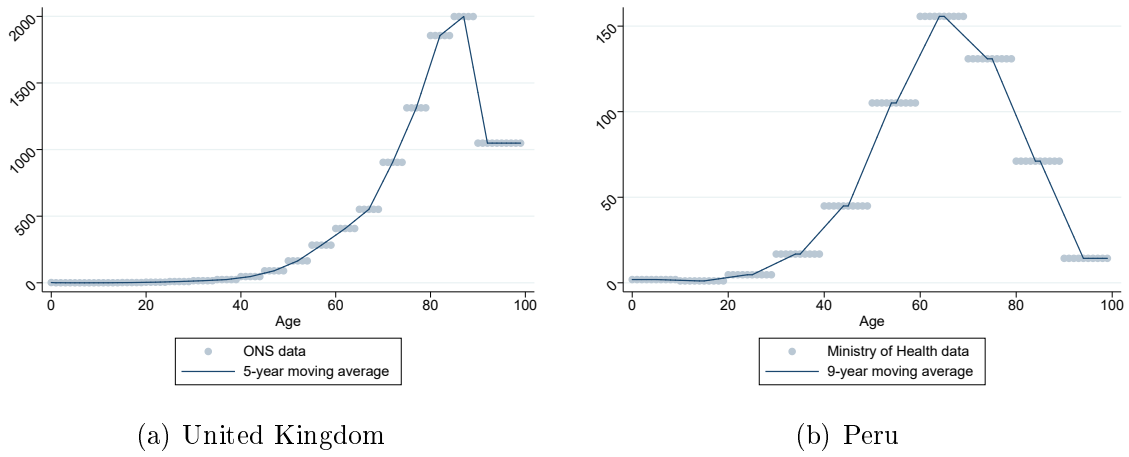 2000
1500
1000
500
0
0 20 40 60 80 100
Age
ONS data
5-year moving average
(a) United Kingdom
150
100
50
0
0 20 40 60 80 100
Age
Ministry of Health data
9-year moving average
(b) Peru